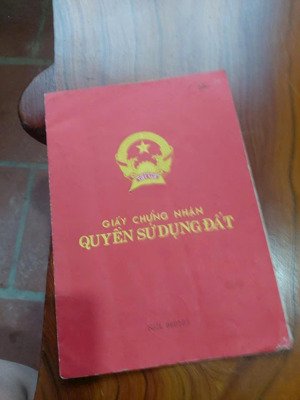 GIẤY CHỨNG NHẬN
QUYỀN SỬ DỤNG ĐẤT